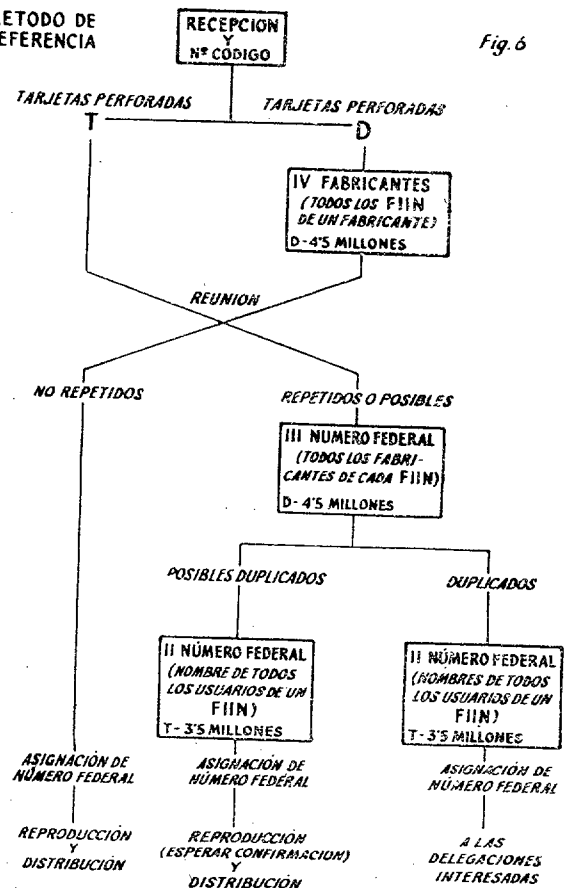 METODO DE
REFERENCIA
RECEPCION
Y
Nº CÓDIGO
Fig. 6
TARJETAS PERFORADAS
T
TARJETAS PERFORADAS
D
IV FABRICANTES
(TODOS LOS FIIN
DE UN FABRICANTE)
D-4'5 MILLONES
REUNION
NO REPETIDOS
REPETIDOS O POSIBLES
III NUMERO FEDERAL
(TODOS LOS FABRI-
CANTES DE CADA FIIN)
D-4'5 MILLONES
POSIBLES DUPLICADOS
DUPLICADOS
II NÚMERO FEDERAL
(NOMBRE DE TODOS
LOS USUARIOS DE UN
FIIN)
T-3'5 MILLONES
II NÚMERO FEDERAL
(NOMBRES DE TODOS
LOS USUARIOS DE UN
FIIN)
T-3'5 MILLONES
ASIGNACIÓN DE
NÚMERO FEDERAL
ASIGNACIÓN DE
NÚMERO FEDERAL
ASIGNACIÓN DE
NÚMERO FEDERAL
REPRODUCCIÓN
Y
DISTRIBUCIÓN
REPRODUCCIÓN
(ESPERAR CONFIRMACION)
Y
DISTRIBUCIÓN
A LAS
DELEGACIONES
INTERESADAS